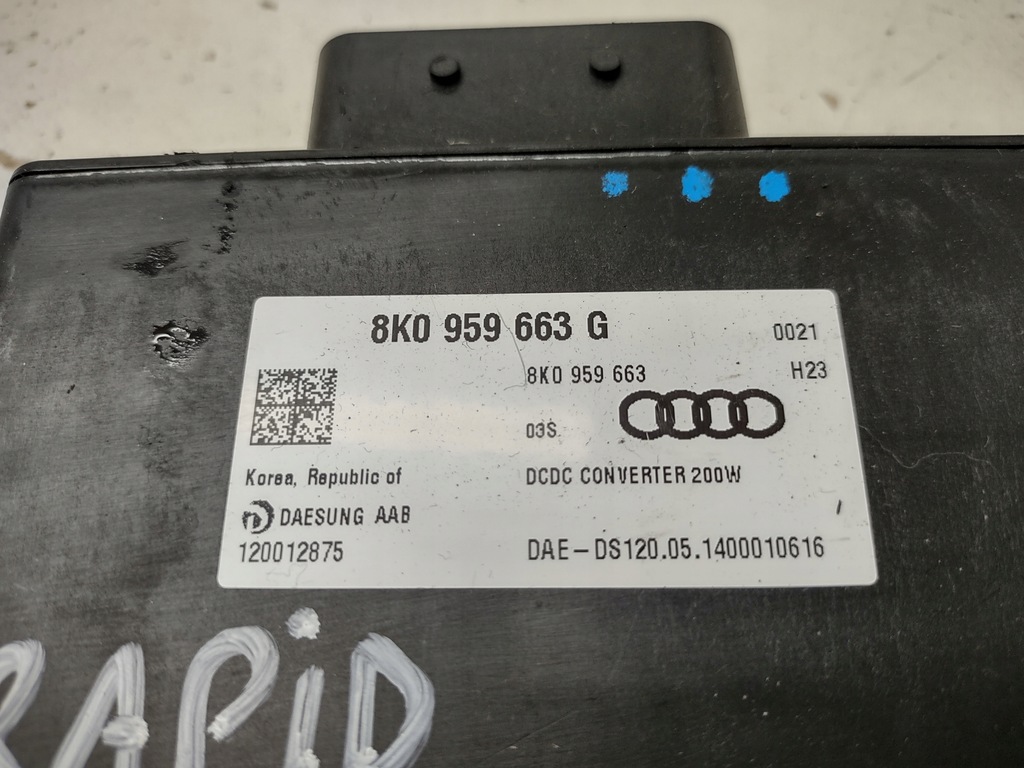 8K0 959 663 G
0021
8K0 959 663
H23
03S
Korea, Republic of
DCDC CONVERTER 200W
DAESUNG AAB
120012875
DAE-DS120.05.1400010616
RAPiD